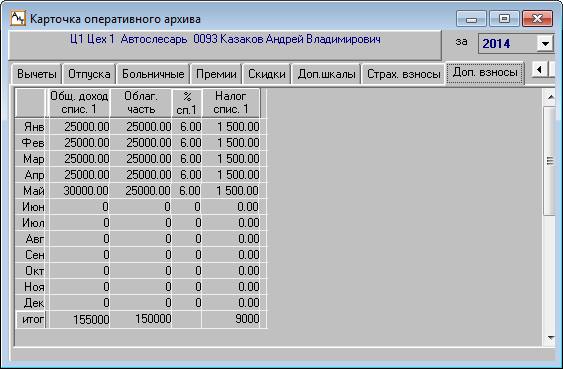 Карточка оперативного архива
Ц1 Цех 1 Автослесарь 0093 Казаков Андрей Владимирович
за 2014
Вычеты Отпуска Больничные Премии Скидки Доп.шкалы Страх. взносы Доп. взносы
Общ. доход спис. 1 Облаг. часть % сп.1 Налог спис. 1
Янв 25000.00 25000.00 6.00 1 500.00
Фев 25000.00 25000.00 6.00 1 500.00
Мар 25000.00 25000.00 6.00 1 500.00
Апр 25000.00 25000.00 6.00 1 500.00
Май 30000.00 25000.00 6.00 1 500.00
Июн 0 0 0 0.00
Июл 0 0 0 0.00
Авг 0 0 0 0.00
Сен 0 0 0 0.00
Окт 0 0 0 0.00
Ноя 0 0 0 0.00
Дек 0 0 0 0.00
итог 155000 150000 9000